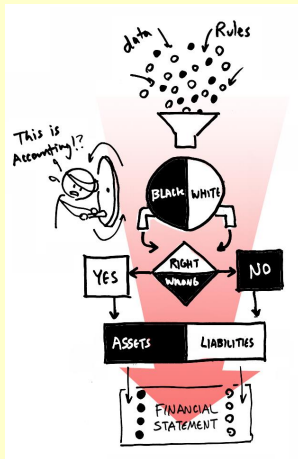 data
Rules
This is
Accounting!?
BLACK WHITE
RIGHT
WRONG
YES
NO
ASSETS
LIABILITIES
FINANCIAL
STATEMENT